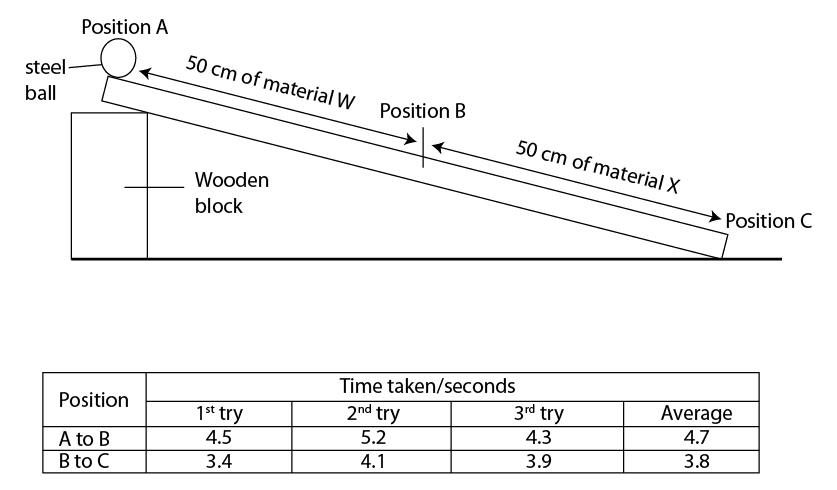 Position A
steel
ball
50 cm of material W
Position B
50 cm of material X
Position C
Wooden
block
Position Time taken/seconds
1st try 2nd try 3rd try Average
A to B 4.5 5.2 4.3 4.7
B to C 3.4 4.1 3.9 3.8